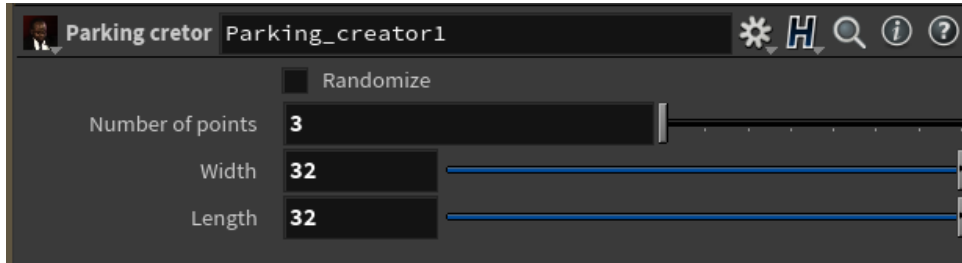 Parking cretor Parking_creator1
Randomize
Number of points 3
Width 32
Length 32